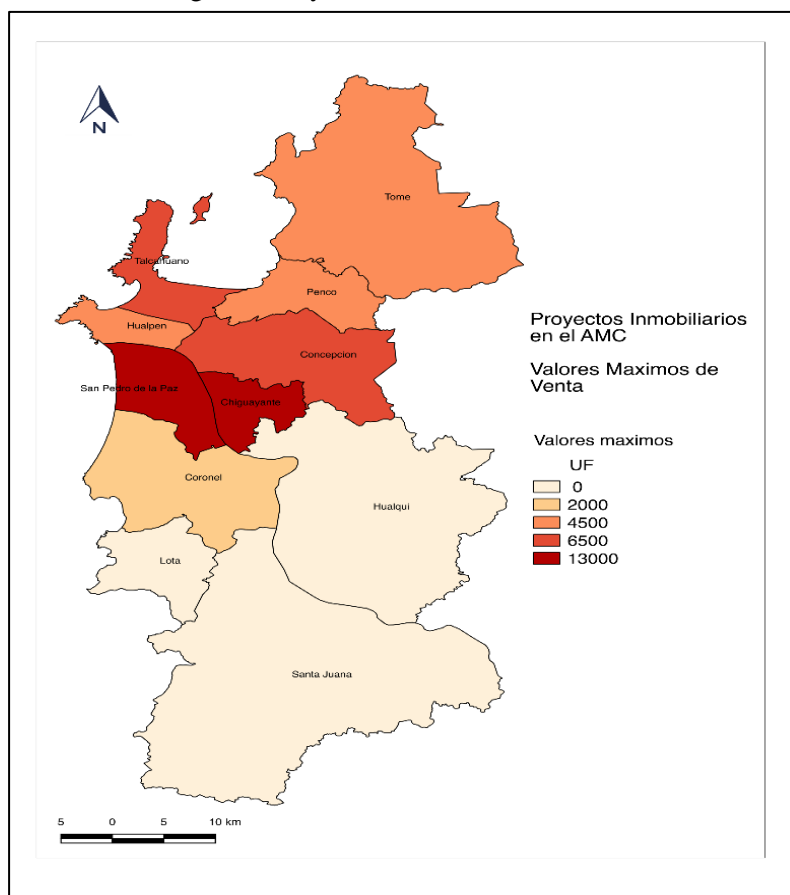 N
Tome
Talcahuano
Penco
Hualpen
Concepcion
San Pedro de la Paz
Chiguayante
Coronel
Hualqui
Lota
Santa Juana
Proyectos Inmobiliarios
en el AMC
Valores Maximos de
Venta
Valores maximos
UF
0
2000
4500
6500
13000
5 0 5 10 km